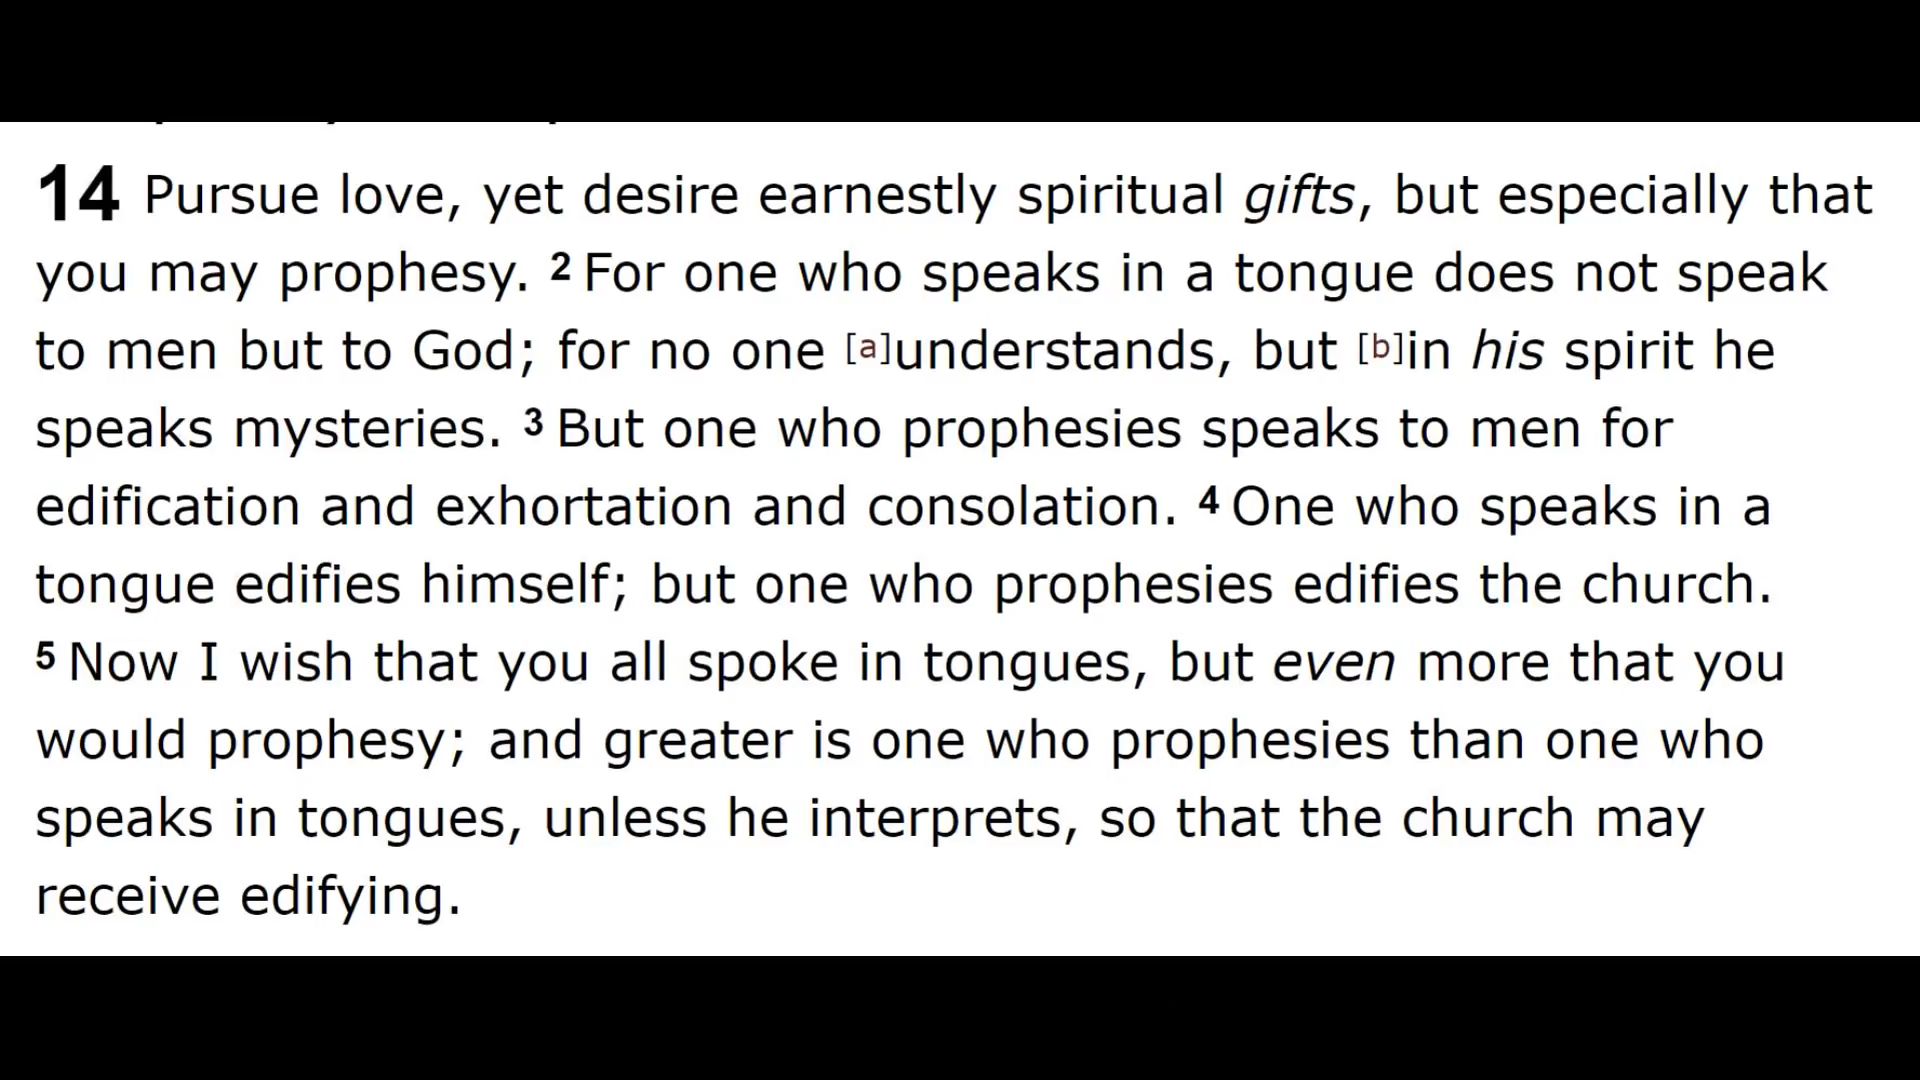 14 Pursue love, yet desire earnestly spiritual gifts, but especially that
you may prophesy. 2 For one who speaks in a tongue does not speak
to men but to God; for no one [a]understands, but [b]in his spirit he
speaks mysteries. 3 But one who prophesies speaks to men for
edification and exhortation and consolation. 4 One who speaks in a
tongue edifies himself; but one who prophesies edifies the church.
5 Now I wish that you all spoke in tongues, but even more that you
would prophesy; and greater is one who prophesies than one who
speaks in tongues, unless he interprets, so that the church may
receive edifying.